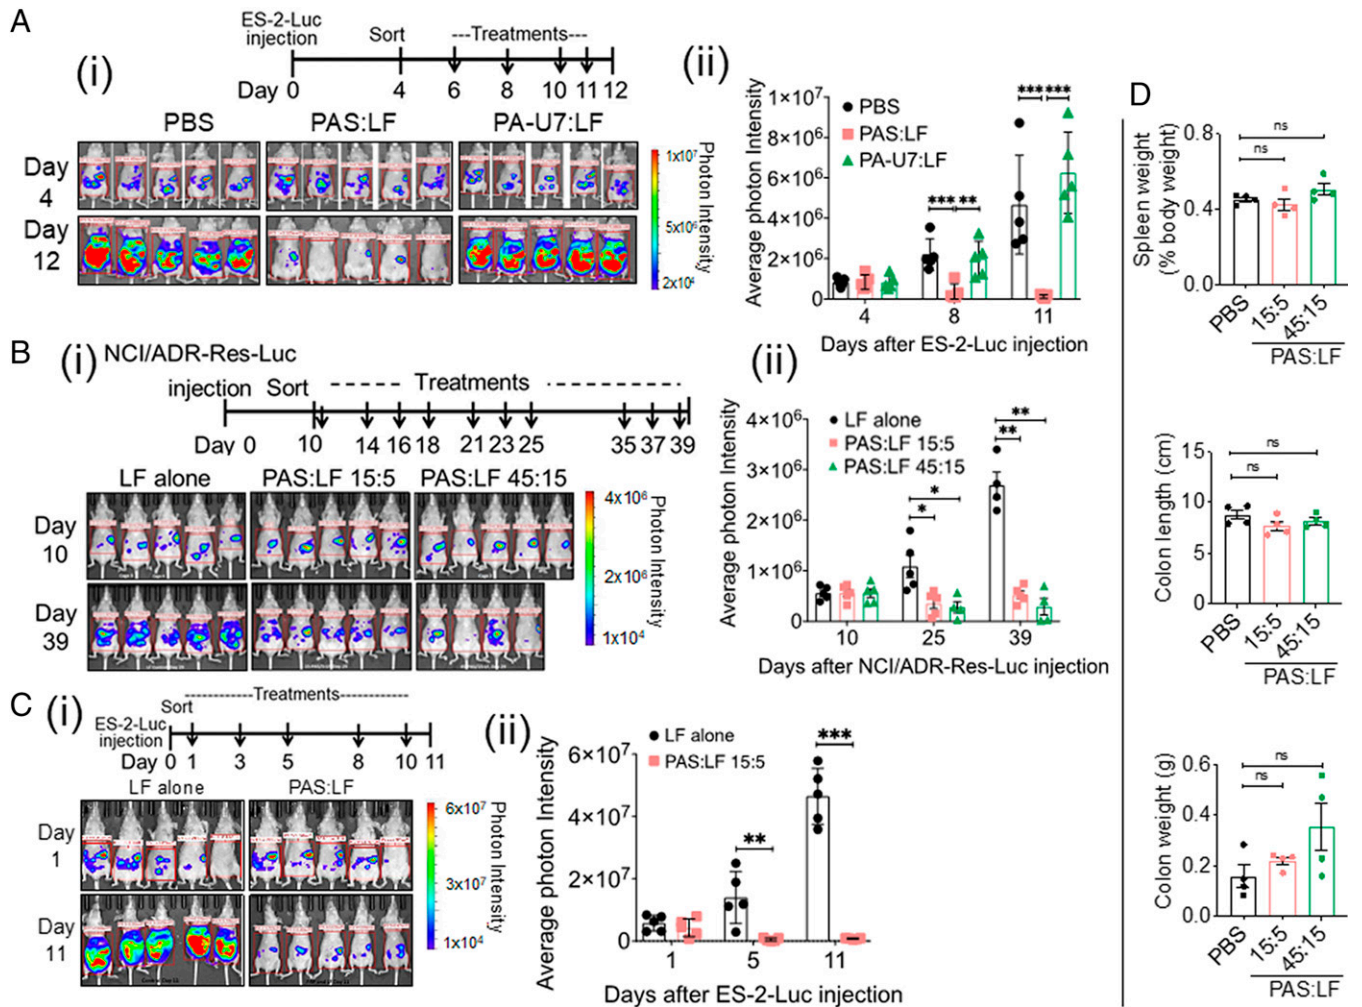 A
(i)
ES-2-Luc
injection
Sort
---Treatments---
Day 0 4 6 8 10 11 12
PBS PAS:LF PA-U7:LF
Day
4
Day
12
1x10⁷
5x10⁶
2x10⁴
Photon Intensity
(ii)
Average photon Intensity
1×10⁷
8×10⁶
6×10⁶
4×10⁶
2×10⁶
0
PBS
PAS:LF
PA-U7:LF
*** **
*** ***
4 8 11
Days after ES-2-Luc injection
B
(i)
NCI/ADR-Res-Luc
injection
Sort
Treatments
Day 0 10 14 16 18 21 23 25 35 37 39
LF alone PAS:LF 15:5 PAS:LF 45:15
Day
10
Day
39
4x10⁶
2x10⁶
1x10⁴
Photon Intensity
(ii)
Average photon Intensity
4×10⁶
3×10⁶
2×10⁶
1×10⁶
0
LF alone
PAS:LF 15:5
PAS:LF 45:15
*
*
**
**
10 25 39
Days after NCI/ADR-Res-Luc injection
C
(i)
Sort
Treatments
ES-2-Luc
injection
Day 0 1 3 5 8 10 11
LF alone PAS:LF
Day
1
Day
11
6x10⁷
3x10⁷
1x10⁴
Photon Intensity
(ii)
Average photon Intensity
6×10⁷
4×10⁷
2×10⁷
0
LF alone
PAS:LF 15:5
**
***
1 5 11
Days after ES-2-Luc injection
D
Spleen weight
(% body weight)
0.8
0.4
0.0
ns
ns
PBS 15:5 45:15
PAS:LF
Colon length (cm)
15
10
5
0
ns
ns
PBS 15:5 45:15
PAS:LF
Colon weight (g)
0.6
0.4
0.2
0.0
ns
ns
PBS 15:5 45:15
PAS:LF